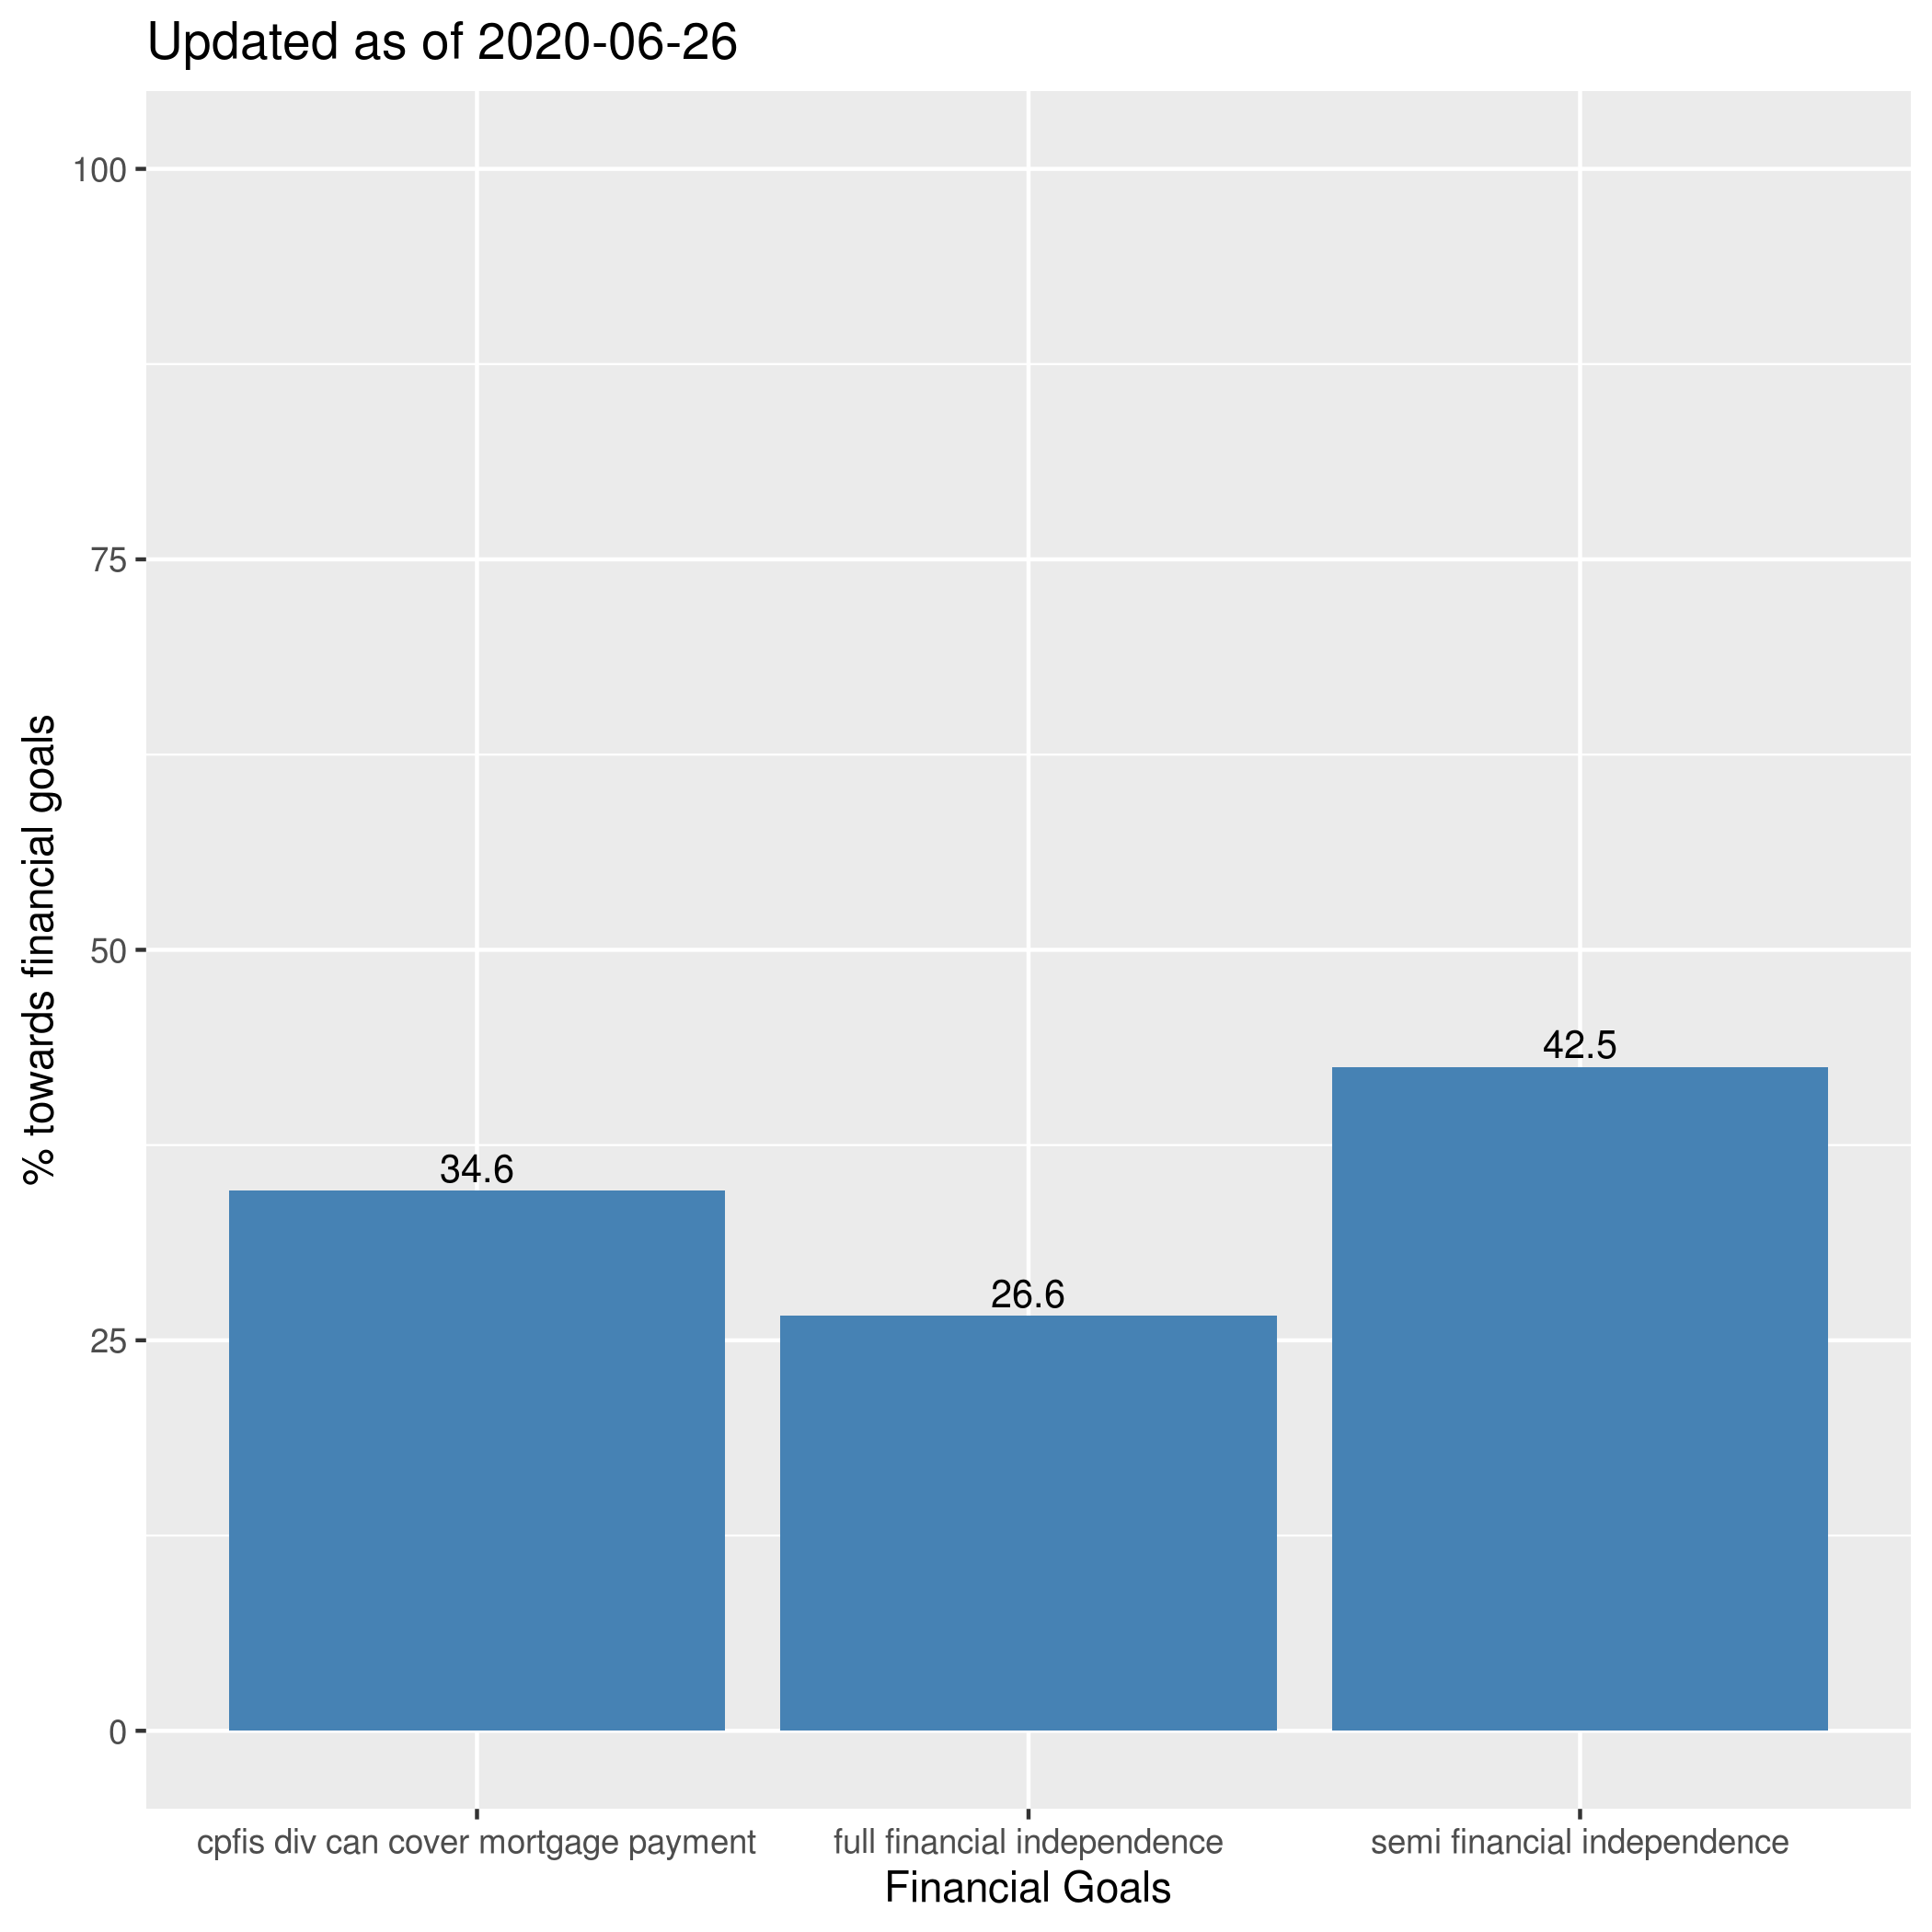 Updated as of 2020-06-26
% towards financial goals
100
75
50
25
0
34.6
26.6
42.5
cpfis div can cover mortgage payment
full financial independence
semi financial independence
Financial Goals